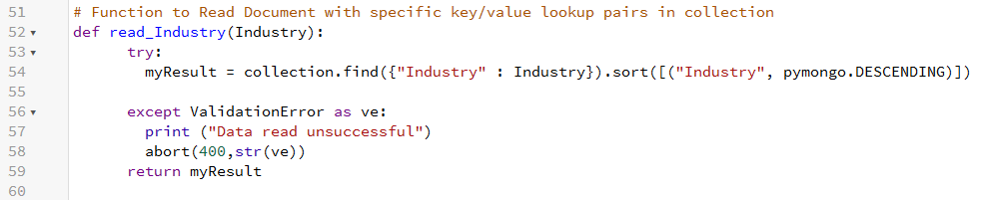 51 # Function to Read Document with specific key/value lookup pairs in collection
52 def read_Industry(Industry):
53       try:
54         myResult = collection.find({"Industry" : Industry}).sort([("Industry", pymongo.DESCENDING)])
55
56       except ValidationError as ve:
57         print ("Data read unsuccessful")
58         abort(400,str(ve))
59       return myResult
60